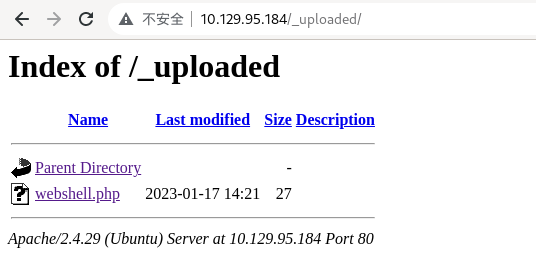 不安全 10.129.95.184/_uploaded/
Index of /_uploaded
Name Last modified Size Description
Parent Directory -
webshell.php 2023-01-17 14:21 27
Apache/2.4.29 (Ubuntu) Server at 10.129.95.184 Port 80